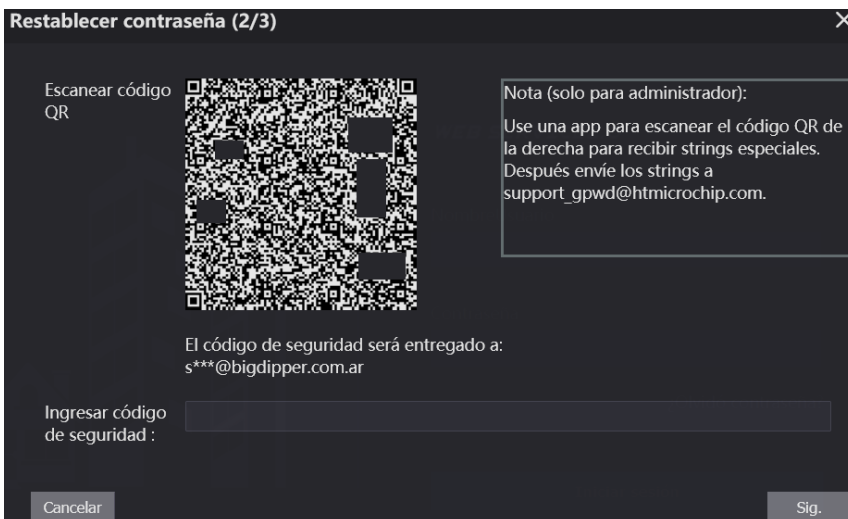 Restablecer contraseña (2/3)
Escanear código
QR
Nota (solo para administrador):
Use una app para escanear el código QR de
la derecha para recibir strings especiales.
Después envíe los strings a
support_gpwd@htmicrochip.com.
El código de seguridad será entregado a:
s***@bigdipper.com.ar
Ingresar código
de seguridad :
Cancelar
Sig.